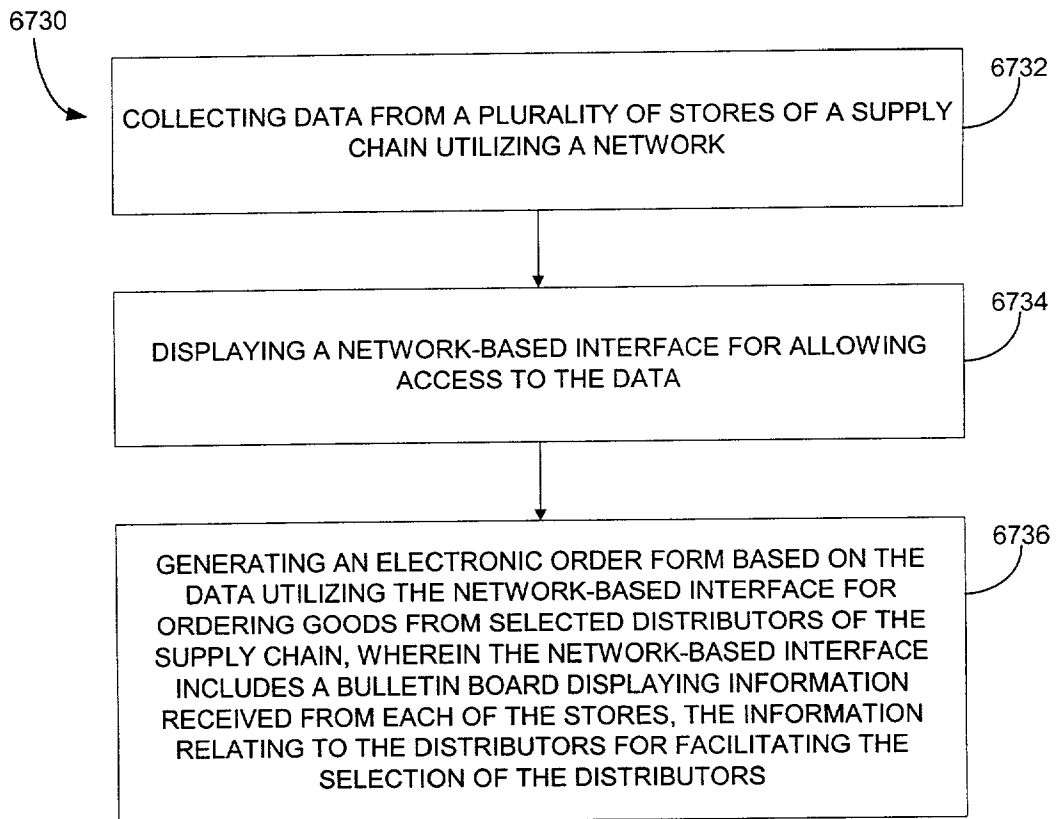 6730
6732
COLLECTING DATA FROM A PLURALITY OF STORES OF A SUPPLY
CHAIN UTILIZING A NETWORK
6734
DISPLAYING A NETWORK-BASED INTERFACE FOR ALLOWING
ACCESS TO THE DATA
6736
GENERATING AN ELECTRONIC ORDER FORM BASED ON THE
DATA UTILIZING THE NETWORK-BASED INTERFACE FOR
ORDERING GOODS FROM SELECTED DISTRIBUTORS OF THE
SUPPLY CHAIN, WHEREIN THE NETWORK-BASED INTERFACE
INCLUDES A BULLETIN BOARD DISPLAYING INFORMATION
RECEIVED FROM EACH OF THE STORES, THE INFORMATION
RELATING TO THE DISTRIBUTORS FOR FACILITATING THE
SELECTION OF THE DISTRIBUTORS